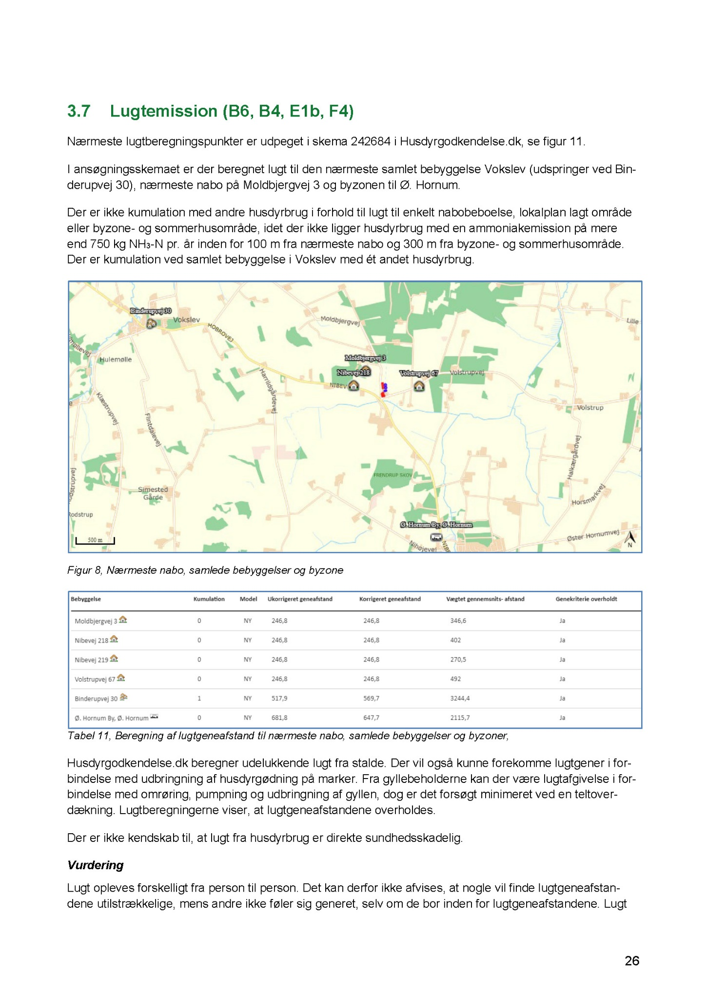 3.7 Lugtemission (B6, B4, E1b, F4)
Nærmeste lugtberegningspunkter er udpeget i skema 242684 i Husdyrgodkendelse.dk, se figur 11.
I ansøgningsskemaet er der beregnet lugt til den nærmeste samlet bebyggelse Vokslev (udspringer ved Bin-
derupvej 30), nærmeste nabo på Moldbjergvej 3 og byzonen til Ø. Hornum.
Der er ikke kumulation med andre husdyrbrug i forhold til lugt til enkelt nabobeboelse, lokalplan lagt område
eller byzone- og sommerhusområde, idet der ikke ligger husdyrbrug med en ammoniakemission på mere
end 750 kg NH₃-N pr. år inden for 100 m fra nærmeste nabo og 300 m fra byzone- og sommerhusområde.
Der er kumulation ved samlet bebyggelse i Vokslev med ét andet husdyrbrug.
Binderupvej 30
Vokslev
HOBROVEJ
Moldbjergvej
Lille
Hulemølle
Moldbjergvej 3
Nibevej 218
Volstrupvej 67
Volstrupvej
NIBEV
Harrildgårdevej
Klæstrupvej
Flintdalevej
Volstrup
Halkærgårdvej
FRENDRUP SKOV
Simested
Gårde
Horsmarkvej
Rodstrup
Ø. Hornum By, Ø. Hornum
Øster Hornumvej
500 m
Nihøjevej
NIBE
N
Figur 8, Nærmeste nabo, samlede bebyggelser og byzone
Bebyggelse Kumulation Model Ukorrigeret geneafstand Korrigeret geneafstand Vægtet gennemsnits- afstand Genekriterie overholdt
Moldbjergvej 3 0 NY 246,8 246,8 346,6 Ja
Nibevej 218 0 NY 246,8 246,8 402 Ja
Nibevej 219 0 NY 246,8 246,8 270,5 Ja
Volstrupvej 67 0 NY 246,8 246,8 492 Ja
Binderupvej 30 1 NY 517,9 569,7 3244,4 Ja
Ø. Hornum By, Ø. Hornum 0 NY 681,8 647,7 2115,7 Ja
Tabel 11, Beregning af lugtgeneafstand til nærmeste nabo, samlede bebyggelser og byzoner,
Husdyrgodkendelse.dk beregner udelukkende lugt fra stalde. Der vil også kunne forekomme lugtgener i for-
bindelse med udbringning af husdyrgødning på marker. Fra gyllebeholderne kan der være lugtafgivelse i for-
bindelse med omrøring, pumpning og udbringning af gyllen, dog er det forsøgt minimeret ved en teltover-
dækning. Lugtberegningerne viser, at lugtgeneafstandene overholdes.
Der er ikke kendskab til, at lugt fra husdyrbrug er direkte sundhedsskadelig.
Vurdering
Lugt opleves forskelligt fra person til person. Det kan derfor ikke afvises, at nogle vil finde lugtgeneafstan-
dene utilstrækkelige, mens andre ikke føler sig generet, selv om de bor inden for lugtgeneafstandene. Lugt
26